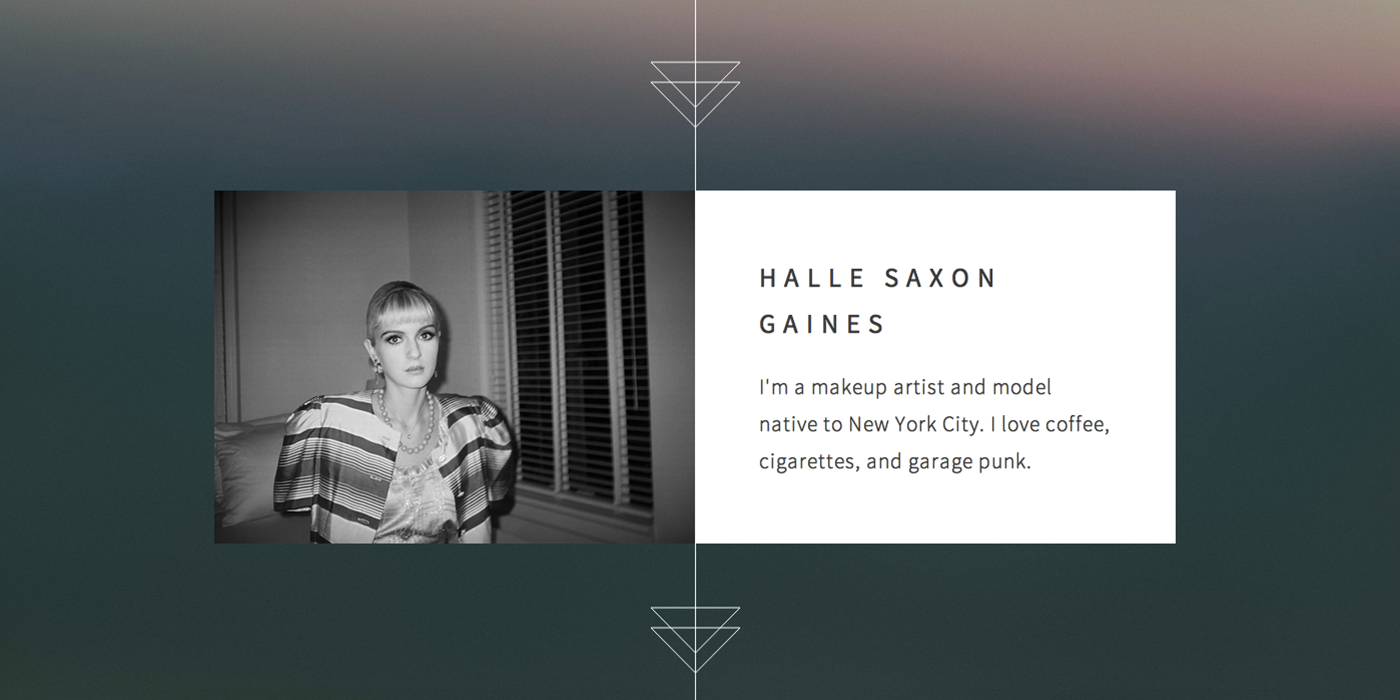 HALLE SAXON
GAINES
I'm a makeup artist and model
native to New York City. I love coffee,
cigarettes, and garage punk.